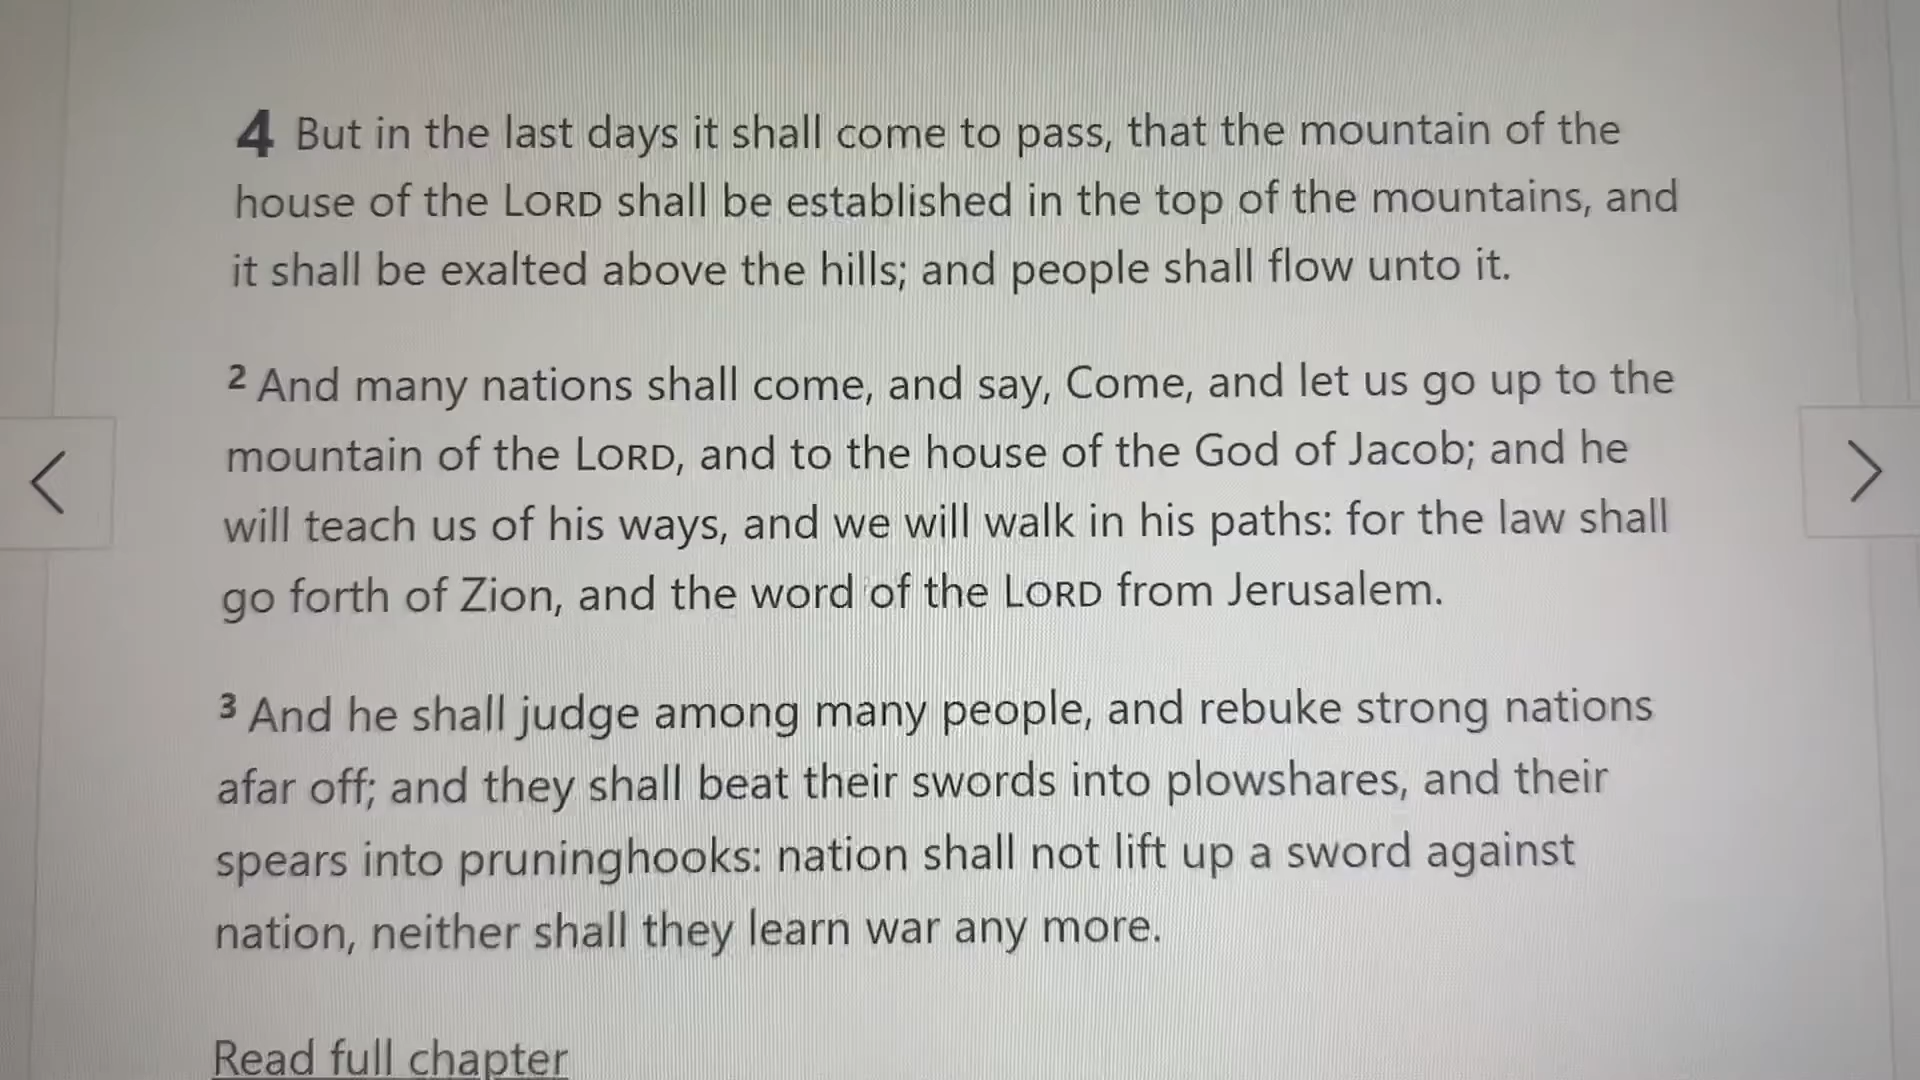 4 But in the last days it shall come to pass, that the mountain of the
house of the LORD shall be established in the top of the mountains, and
it shall be exalted above the hills; and people shall flow unto it.
2 And many nations shall come, and say, Come, and let us go up to the
mountain of the LORD, and to the house of the God of Jacob; and he
will teach us of his ways, and we will walk in his paths: for the law shall
go forth of Zion, and the word of the LORD from Jerusalem.
3 And he shall judge among many people, and rebuke strong nations
afar off; and they shall beat their swords into plowshares, and their
spears into pruninghooks: nation shall not lift up a sword against
nation, neither shall they learn war any more.
Read full chapter